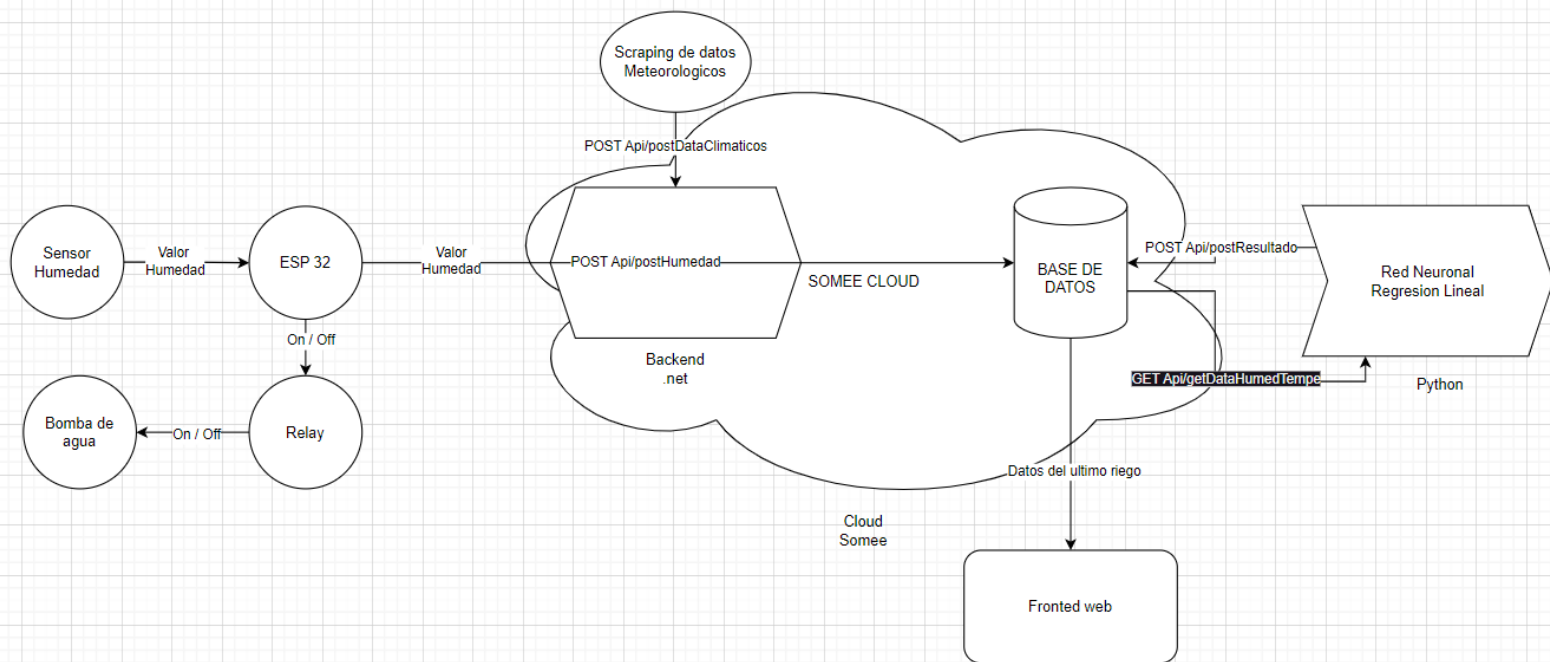 Scraping de datos
Meteorologicos
POST Api/postDataClimaticos
Sensor
Humedad
Valor
Humedad
ESP 32
Valor
Humedad
POST Api/postHumedad
SOMEE CLOUD
BASE DE
DATOS
POST Api/postResultado
Red Neuronal
Regresion Lineal
On / Off
Backend
.net
GET Api/getDataHumedTempe
Python
Bomba de
agua
On / Off
Relay
Datos del ultimo riego
Cloud
Somee
Fronted web